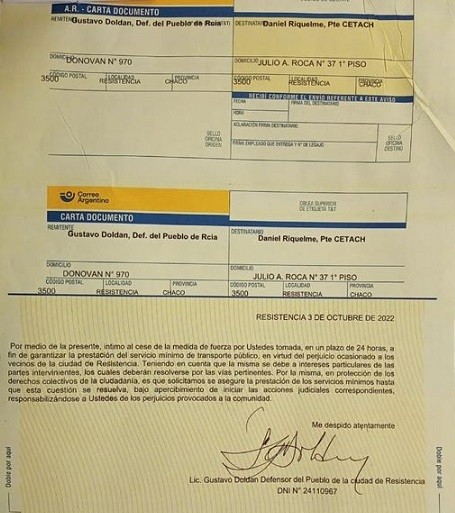 A.R. - CARTA DOCUMENTO
REMITENTE Gustavo Doldan, Def. del Pueblo de Rcia
DESTINATARIO Daniel Riquelme, Pte CETACH
DOMICILIO DONOVAN N° 970
DOMICILIO JULIO A. ROCA N° 37 1° PISO
CÓDIGO POSTAL LOCALIDAD PROVINCIA
3500 RESISTENCIA CHACO
CÓDIGO POSTAL LOCALIDAD PROVINCIA
3500 RESISTENCIA CHACO
RECIBÍ CONFORME EL ENVÍO REFERENTE A ESTE AVISO
FECHA FIRMA DEL DESTINATARIO
HORA
ACLARACIÓN FIRMA DESTINATARIO
FIRMA EMPLEADO QUE ENTREGA Y N° DE LEGAJO
SELLO
OFICINA
ORIGEN
SELLO
OFICINA
DESTINO
Correo
Argentino
OBLEA SUPERIOR
DE ETIQUETA T&T
CARTA DOCUMENTO
REMITENTE
Gustavo Doldan, Def. del Pueblo de Rcia
DESTINATARIO
Daniel Riquelme, Pte CETACH
DOMICILIO
DONOVAN N° 970
DOMICILIO
JULIO A. ROCA N° 37 1° PISO
CÓDIGO POSTAL LOCALIDAD PROVINCIA
3500 RESISTENCIA CHACO
CÓDIGO POSTAL LOCALIDAD PROVINCIA
3500 RESISTENCIA CHACO
RESISTENCIA 3 DE OCTUBRE DE 2022
Por medio de la presente, intimo al cese de la medida de fuerza por Ustedes tomada, en un plazo de 24 horas, a
fin de garantizar la prestación del servicio mínimo de transporte público, en virtud del perjuicio ocasionado a los
vecinos de la ciudad de Resistencia. Teniendo en cuenta que la misma se debe a intereses particulares de las
partes intervinientes, los cuales deberán resolverse por las vías pertinentes. Por la misma, en protección de los
derechos colectivos de la ciudadanía, es que solicitamos se asegure la prestación de los servicios mínimos hasta
que esta cuestión se resuelva, bajo apercibimiento de iniciar las acciones judiciales correspondientes,
responsabilizándose a Ustedes de los perjuicios provocados a la comunidad.
Me despido atentamente
Lic. Gustavo Doldan Defensor del Pueblo de la ciudad de Resistencia
DNI N° 24110967
Doble por aquí
Doble por aquí